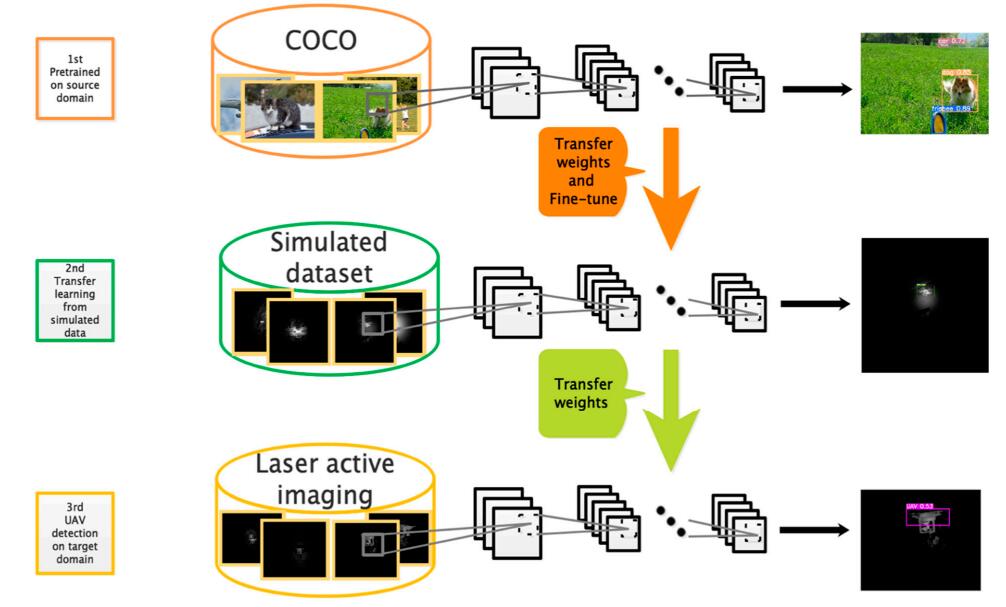 1st
Pretrained
on source
domain
COCO
car 0.72
dog 0.85
frisbee 0.89
Transfer
weights
and
Fine-tune
2nd
Transfer
learning
from
simulated
data
Simulated
dataset
Transfer
weights
3rd
UAV
detection
on target
domain
Laser active
imaging
UAV 0.53